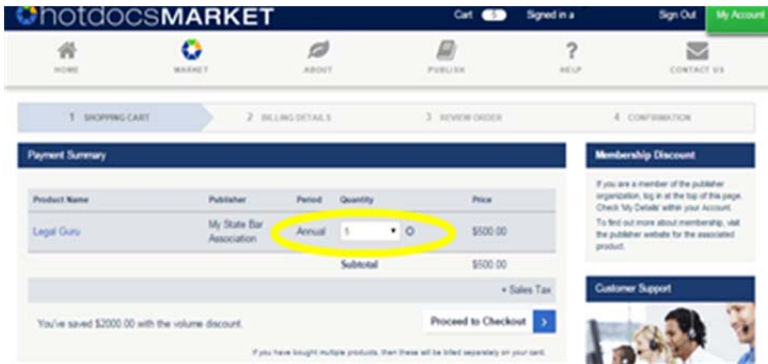 hotdocsMARKET
Cart 5 Signed in a Sign Out My Account
HOME MARKET ABOUT PUBLISH HELP CONTACT US
1 SHOPPING CART 2 BILLING DETAILS 3 REVIEW ORDER 4 CONFIRMATION
Payment Summary
Product Name Publisher Period Quantity Price
Legal Guru My State Bar Association Annual 5 $500.00
Subtotal $500.00
+ Sales Tax
You've saved $2000.00 with the volume discount.
Proceed to Checkout
If you have bought multiple products, then these will be billed separately on your card.
Membership Discount
If you are a member of the publisher
organization, log in at the top of this page.
Check 'My Details' within your Account.
To find out more about membership, visit
the publisher website for the associated
product.
Customer Support